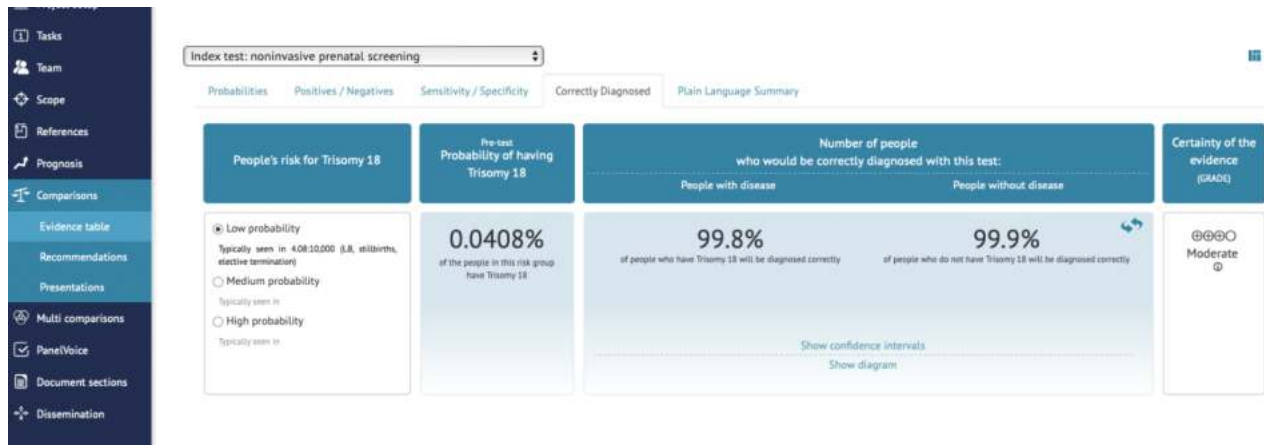 Tasks
Team
Scope
References
Prognosis
Comparisons
Evidence table
Recommendations
Presentations
Multi comparisons
PanelVoice
Document sections
Dissemination
Index test: noninvasive prenatal screening
Probabilities Positives / Negatives Sensitivity / Specificity Correctly Diagnosed Plain Language Summary
People's risk for Trisomy 18
Pre-test
Probability of having
Trisomy 18
Number of people
who would be correctly diagnosed with this test:
People with disease People without disease
Certainty of the
evidence
(GRADE)
Low probability
Typically seen in 4.08:10,000 (LB, stillbirths,
elective termination)
Medium probability
Typically seen in
High probability
Typically seen in
0.0408%
of the people in this risk group
have Trisomy 18
99.8%
of people who have Trisomy 18 will be diagnosed correctly
99.9%
of people who do not have Trisomy 18 will be diagnosed correctly
Show confidence intervals
Show diagram
Moderate